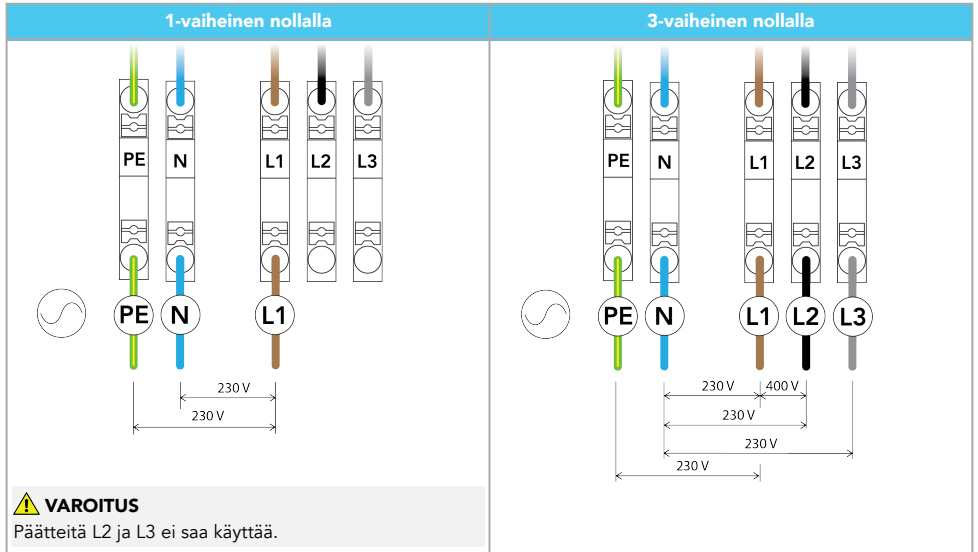 1-vaiheinen nollalla
PE N L1 L2 L3
PE N L1
230 V
230 V
VAROITUS
Päätteitä L2 ja L3 ei saa käyttää.
3-vaiheinen nollalla
PE N L1 L2 L3
PE N L1 L2 L3
230 V 400 V
230 V
230 V
230 V